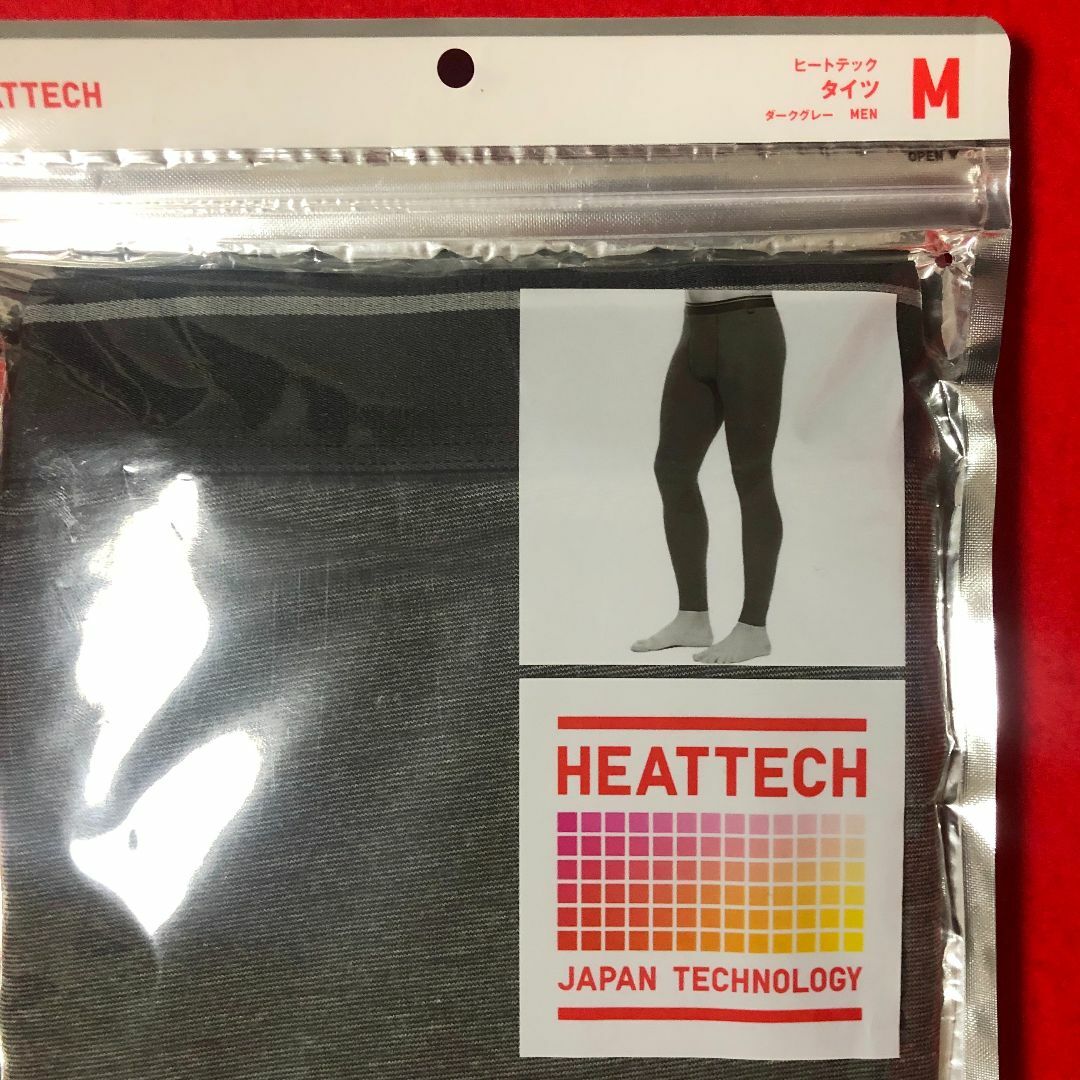 ATTECH
ヒートテック
タイツ
ダークグレー MEN
M
OPEN▼
HEATTECH
JAPAN TECHNOLOGY